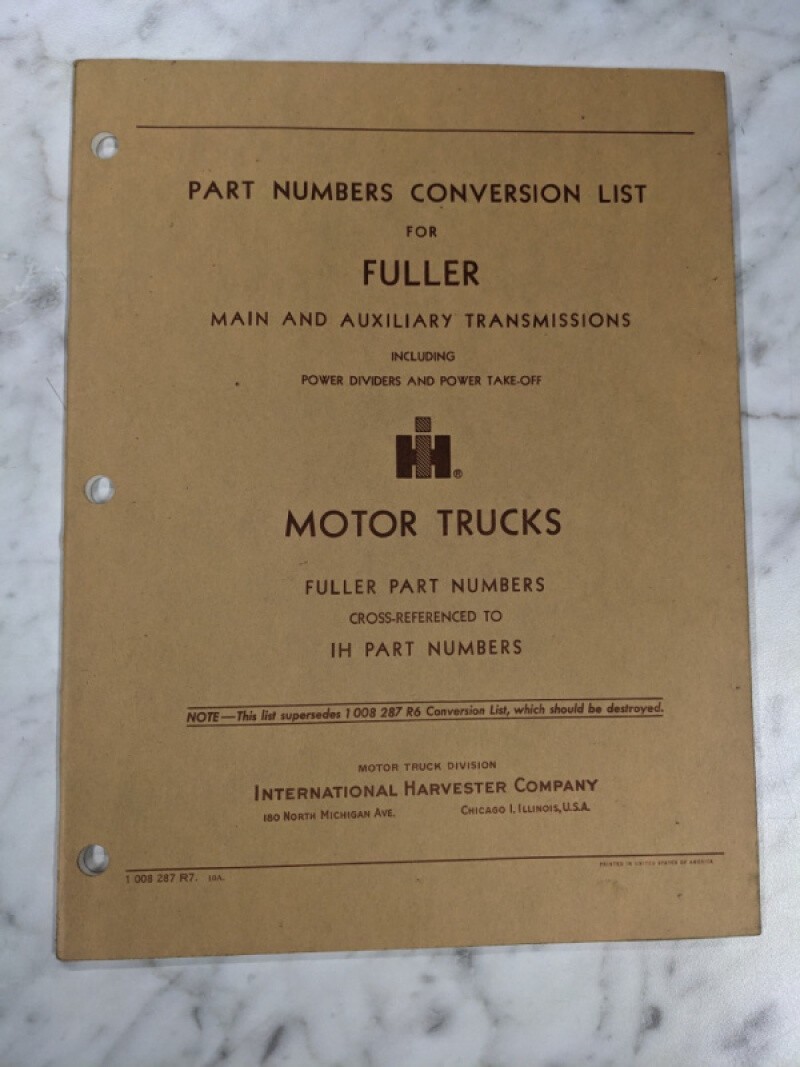 PART NUMBERS CONVERSION LIST
FOR
FULLER
MAIN AND AUXILIARY TRANSMISSIONS
INCLUDING
POWER DIVIDERS AND POWER TAKE-OFF
IH ®
MOTOR TRUCKS
FULLER PART NUMBERS
CROSS-REFERENCED TO
IH PART NUMBERS
NOTE—This list supersedes 1 008 287 R6 Conversion List, which should be destroyed.
MOTOR TRUCK DIVISION
INTERNATIONAL HARVESTER COMPANY
180 NORTH MICHIGAN AVE. CHICAGO 1, ILLINOIS, U.S.A.
PRINTED IN UNITED STATES OF AMERICA
1 008 287 R7. 10A.